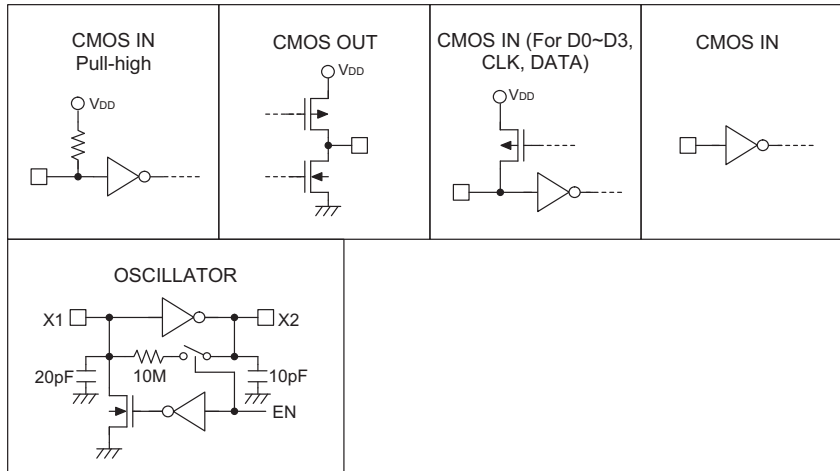 CMOS IN
Pull-high
VDD
CMOS OUT
VDD
CMOS IN (For D0~D3,
CLK, DATA)
VDD
CMOS IN
OSCILLATOR
X1
X2
20pF
10M
10pF
EN